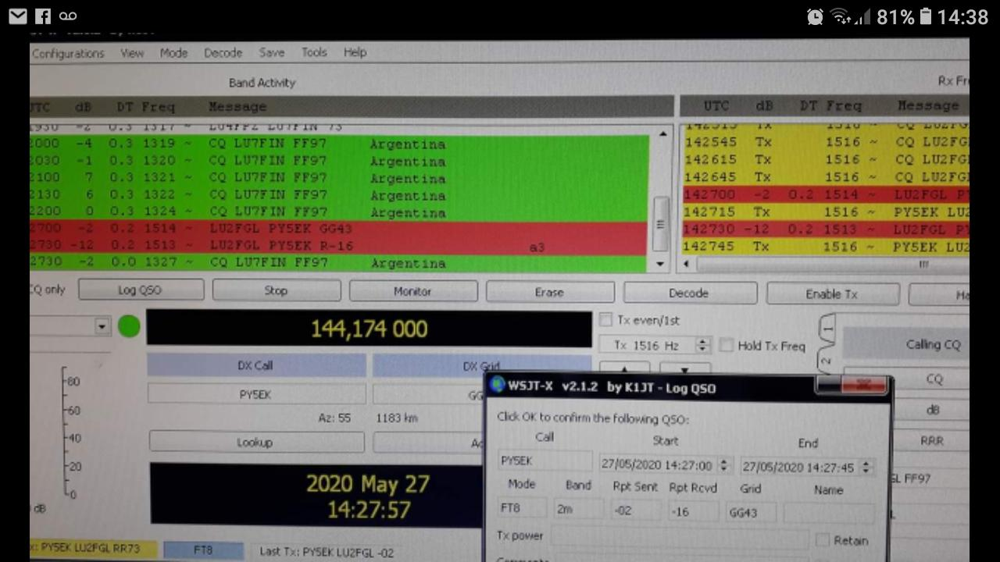 81% 14:38
Configurations View Mode Decode Save Tools Help
Band Activity
Rx Fr
UTC dB DT Freq Message
1930 -2 0.3 1317 ~ LU4FPZ LU7FIN 73
2000 -4 0.3 1319 ~ CQ LU7FIN FF97 Argentina
2030 -1 0.3 1320 ~ CQ LU7FIN FF97 Argentina
2100 7 0.3 1321 ~ CQ LU7FIN FF97 Argentina
2130 6 0.3 1322 ~ CQ LU7FIN FF97 Argentina
2200 0 0.3 1324 ~ CQ LU7FIN FF97 Argentina
2700 -2 0.2 1514 ~ LU2FGL PY5EK GG43
2730 -12 0.2 1513 ~ LU2FGL PY5EK R-16 a3
2730 -2 0.0 1327 ~ CQ LU7FIN FF97 Argentina
UTC dB DT Freq Message
142515 Tx 1516 ~ CQ LU2FG
142545 Tx 1516 ~ CQ LU2FG
142615 Tx 1516 ~ CQ LU2FG
142645 Tx 1516 ~ CQ LU2FG
142700 -2 0.2 1514 ~ LU2FGL PY
142715 Tx 1516 ~ PY5EK LU2
142730 -12 0.2 1513 ~ LU2FGL PY
142745 Tx 1516 ~ PY5EK LU2
CQ only Log QSO Stop Monitor Erase Decode Enable Tx Ha
144,174 000
Tx even/1st
Tx 1516 Hz Hold Tx Freq
1
2
Calling CQ
CQ
dB
RRR
GL FF97
DX Call DX Grid
PY5EK GG
Az: 55 1183 km
Lookup Ad
2020 May 27
14:27:57
-80
-60
-40
-20
-0
dB
x: PY5EK LU2FGL RR73 FT8 Last Tx: PY5EK LU2FGL -02
WSJT-X v2.1.2 by K1JT - Log QSO
Click OK to confirm the following QSO:
Call Start End
PY5EK 27/05/2020 14:27:00 27/05/2020 14:27:45
Mode Band Rpt Sent Rpt Rcvd Grid Name
FT8 2m -02 -16 GG43
Tx power Retain
Comments